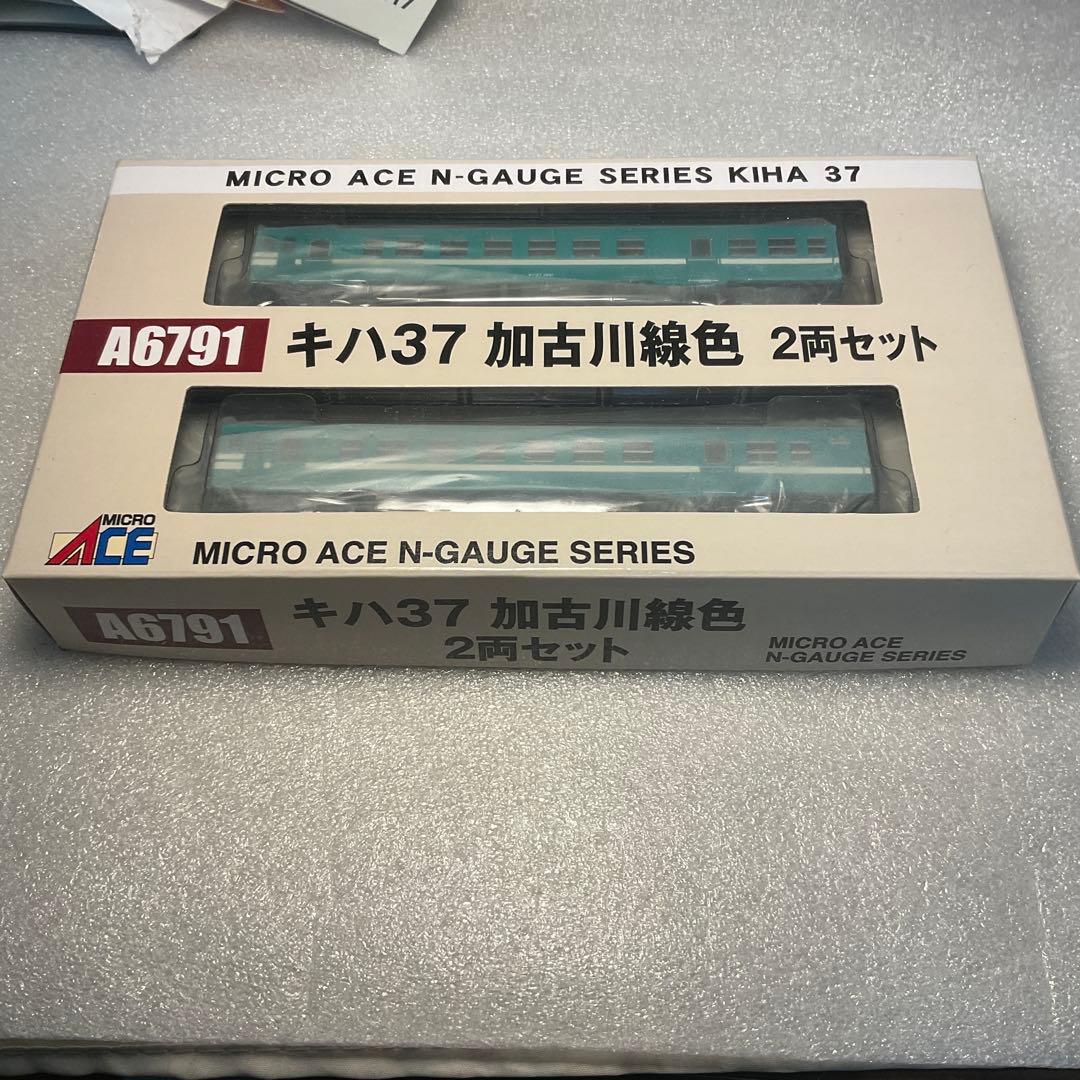 MICRO ACE N-GAUGE SERIES KIHA 37
A6791 キハ37 加古川線色 2両セット
MICRO
ACE
MICRO ACE N-GAUGE SERIES
A6791
キハ37 加古川線色
2両セット
MICRO ACE
N-GAUGE SERIES